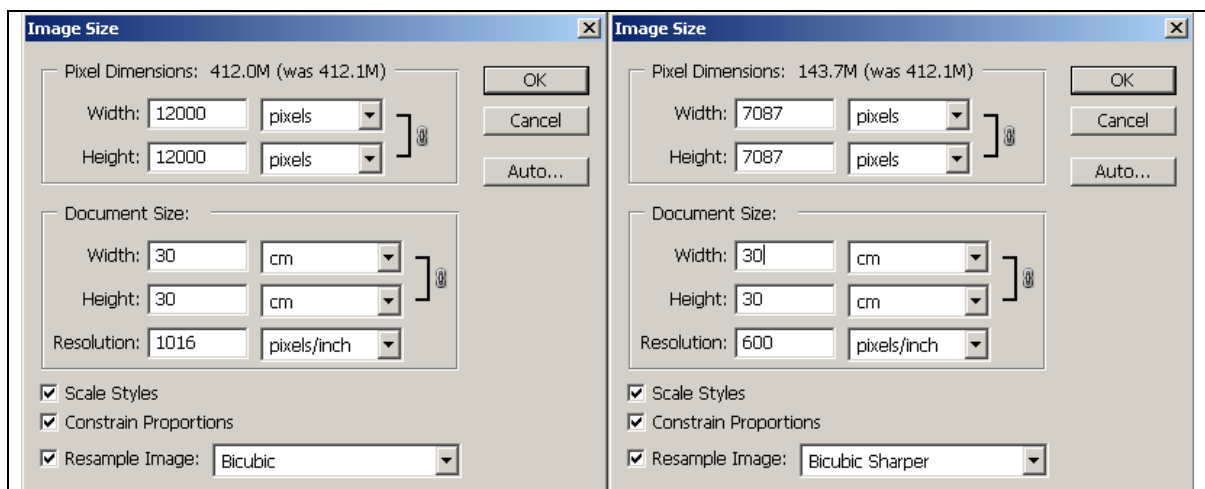 Image Size
Pixel Dimensions: 412.0M (was 412.1M)
OK
Width: 12000 pixels
Cancel
Height: 12000 pixels
Auto...
Document Size:
Width: 30 cm
Height: 30 cm
Resolution: 1016 pixels/inch
Scale Styles
Constrain Proportions
Resample Image: Bicubic
Image Size
Pixel Dimensions: 143.7M (was 412.1M)
OK
Width: 7087 pixels
Cancel
Height: 7087 pixels
Auto...
Document Size:
Width: 30 cm
Height: 30 cm
Resolution: 600 pixels/inch
Scale Styles
Constrain Proportions
Resample Image: Bicubic Sharper